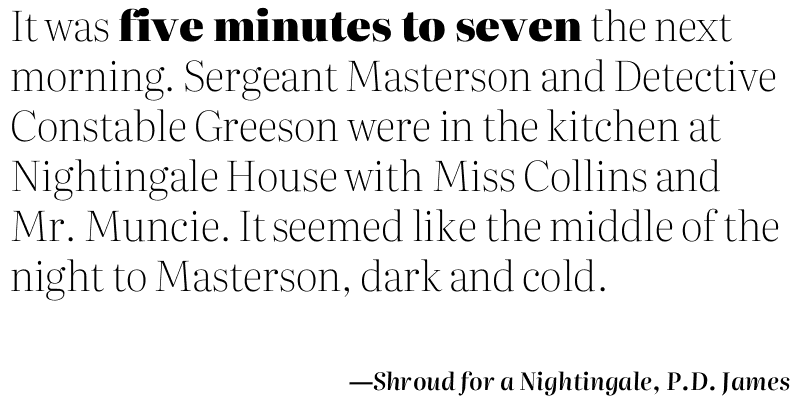 It was five minutes to seven the next
morning. Sergeant Masterson and Detective
Constable Greeson were in the kitchen at
Nightingale House with Miss Collins and
Mr. Muncie. It seemed like the middle of the
night to Masterson, dark and cold.
—Shroud for a Nightingale, P.D. James